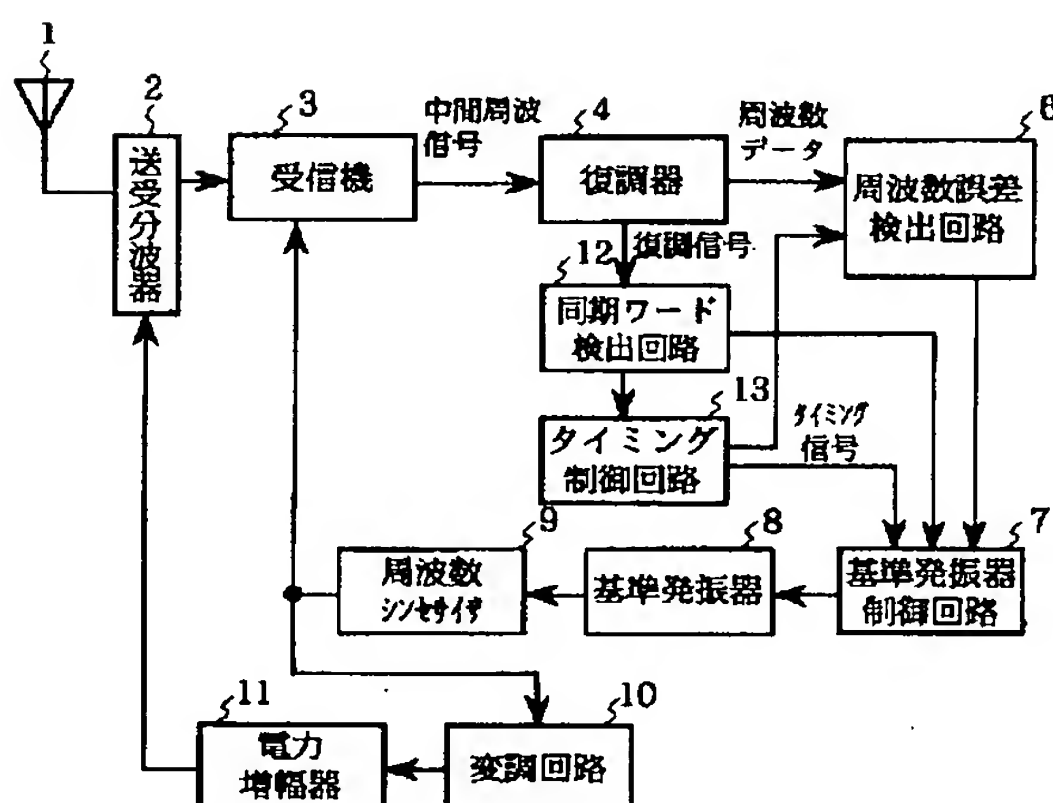 1
2
送受分波器
3
受信機
中間周波
信号
4
復調器
周波数
データ
6
周波数誤差
検出回路
復調信号
12
同期ワード
検出回路
13
タイミング
制御回路
タイミング
信号
9
周波数
シンセサイザ
8
基準発振器
7
基準発振器
制御回路
11
電力
増幅器
10
変調回路